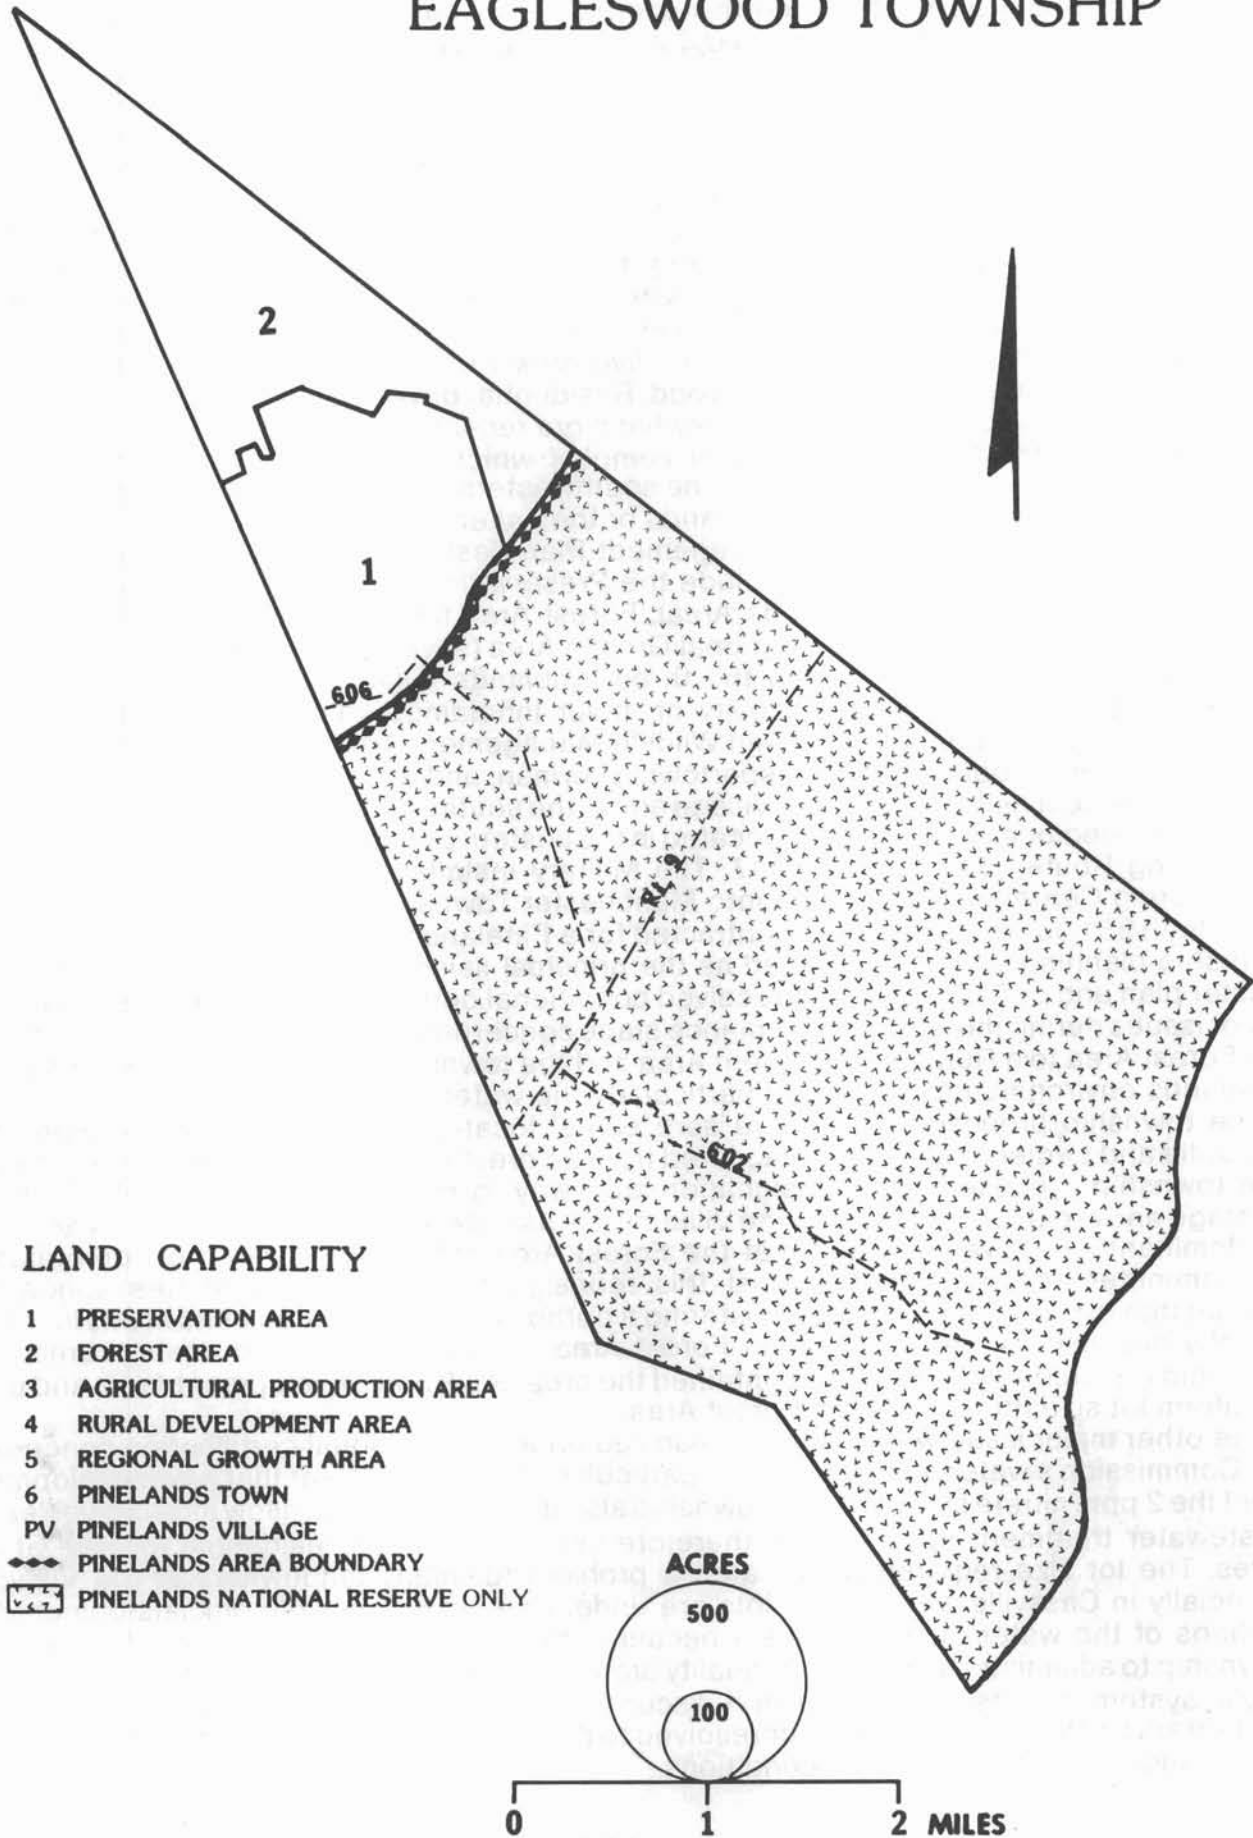 EAGLESWOOD TOWNSHIP
2
1
606
Rt. 9
602
LAND CAPABILITY
1 PRESERVATION AREA
2 FOREST AREA
3 AGRICULTURAL PRODUCTION AREA
4 RURAL DEVELOPMENT AREA
5 REGIONAL GROWTH AREA
6 PINELANDS TOWN
PV PINELANDS VILLAGE
PINELANDS AREA BOUNDARY
PINELANDS NATIONAL RESERVE ONLY
ACRES
500
100
0 1 2 MILES